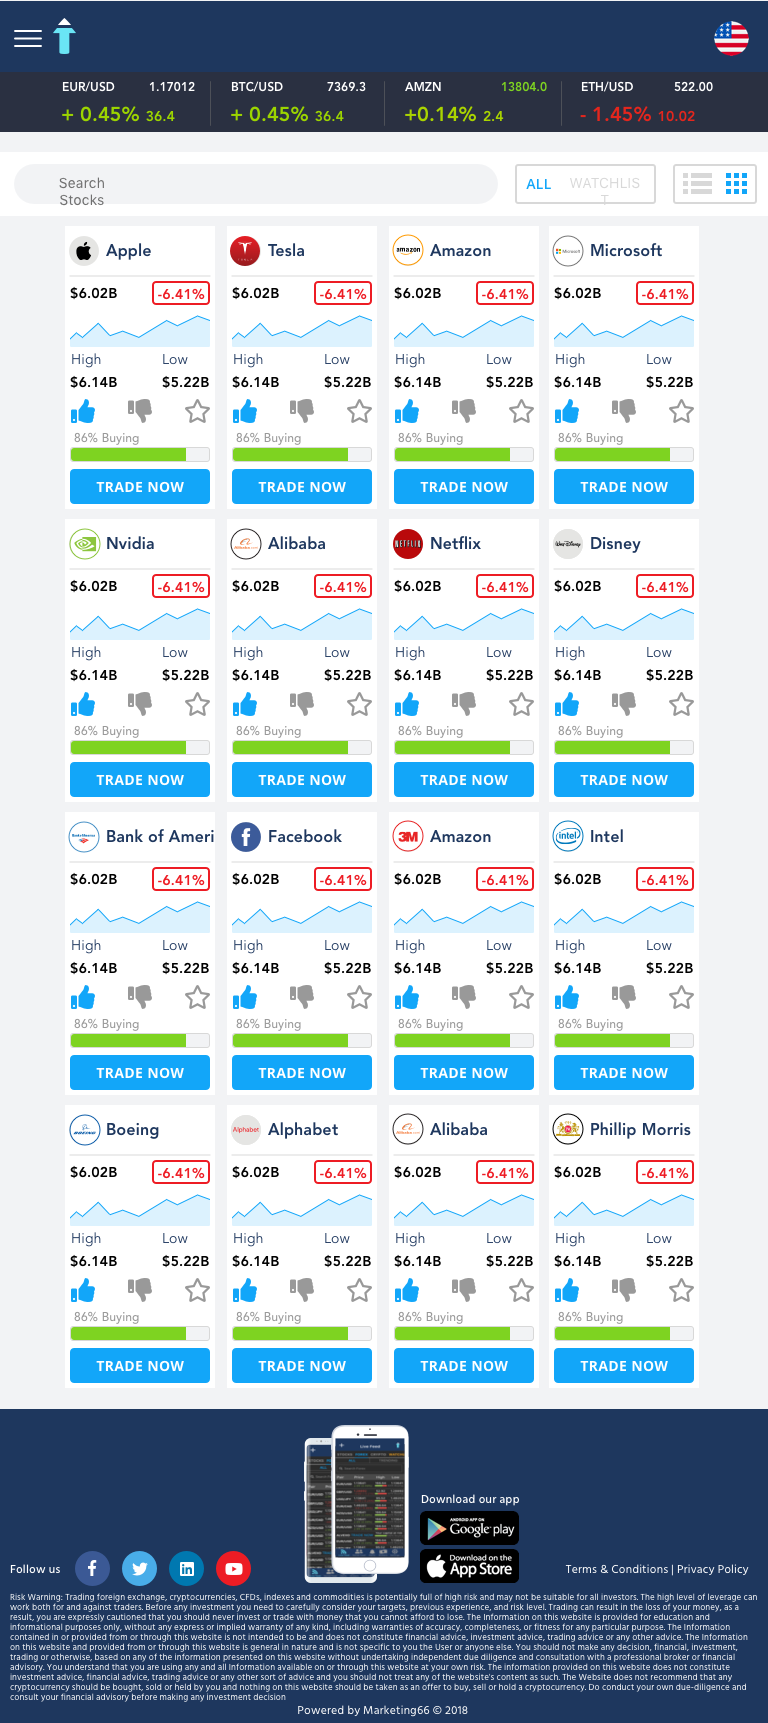 EUR/USD 1.17012 BTC/USD 7369.3 AMZN 13804.0 ETH/USD 522.00
+ 0.45% 36.4 + 0.45% 36.4 +0.14% 2.4 - 1.45% 10.02
Search
Stocks
ALL WATCHLIS
T
Apple Tesla amazon Amazon Microsoft Microsoft
$6.02B -6.41% $6.02B -6.41% $6.02B -6.41% $6.02B -6.41%
High Low High Low High Low High Low
$6.14B $5.22B $6.14B $5.22B $6.14B $5.22B $6.14B $5.22B
86% Buying 86% Buying 86% Buying 86% Buying
TRADE NOW TRADE NOW TRADE NOW TRADE NOW
Nvidia Alibaba NETFLIX Netflix Walt Disney Disney
$6.02B -6.41% $6.02B -6.41% $6.02B -6.41% $6.02B -6.41%
High Low High Low High Low High Low
$6.14B $5.22B $6.14B $5.22B $6.14B $5.22B $6.14B $5.22B
86% Buying 86% Buying 86% Buying 86% Buying
TRADE NOW TRADE NOW TRADE NOW TRADE NOW
Bank of Ameri Facebook 3M Amazon intel Intel
$6.02B -6.41% $6.02B -6.41% $6.02B -6.41% $6.02B -6.41%
High Low High Low High Low High Low
$6.14B $5.22B $6.14B $5.22B $6.14B $5.22B $6.14B $5.22B
86% Buying 86% Buying 86% Buying 86% Buying
TRADE NOW TRADE NOW TRADE NOW TRADE NOW
BOEING Boeing Alphabet Alphabet Alibaba Phillip Morris
$6.02B -6.41% $6.02B -6.41% $6.02B -6.41% $6.02B -6.41%
High Low High Low High Low High Low
$6.14B $5.22B $6.14B $5.22B $6.14B $5.22B $6.14B $5.22B
86% Buying 86% Buying 86% Buying 86% Buying
TRADE NOW TRADE NOW TRADE NOW TRADE NOW
Download our app
ANDROID APP ON
Google play
Download on the
App Store
Follow us
Terms & Conditions | Privacy Policy
Risk Warning: Trading foreign exchange, cryptocurrencies, CFDs, indexes and commodities is potentially full of high risk and may not be suitable for all investors. The high level of leverage can
work both for and against traders. Before any investment you need to carefully consider your targets, previous experience, and risk level. Trading can result in the loss of your money, as a
result, you are expressly cautioned that you should never invest or trade with money that you cannot afford to lose. The Information on this website is provided for education and
informational purposes only, without any express or implied warranty of any kind, including warranties of accuracy, completeness, or fitness for any particular purpose. The Information
contained in or provided from or through this website is not intended to be and does not constitute financial advice, investment advice, trading advice or any other advice. The Information
on this website and provided from or through this website is general in nature and is not specific to you the User or anyone else. You should not make any decision, financial, investment,
trading or otherwise, based on any of the information presented on this website without undertaking independent due diligence and consultation with a professional broker or financial
advisory. You understand that you are using any and all Information available on or through this website at your own risk. The information provided on this website does not constitute
investment advice, financial advice, trading advice or any other sort of advice and you should not treat any of the website's content as such. The Website does not recommend that any
cryptocurrency should be bought, sold or held by you and nothing on this website should be taken as an offer to buy, sell or hold a cryptocurrency. Do conduct your own due-diligence and
consult your financial advisory before making any investment decision
Powered by Marketing66 © 2018